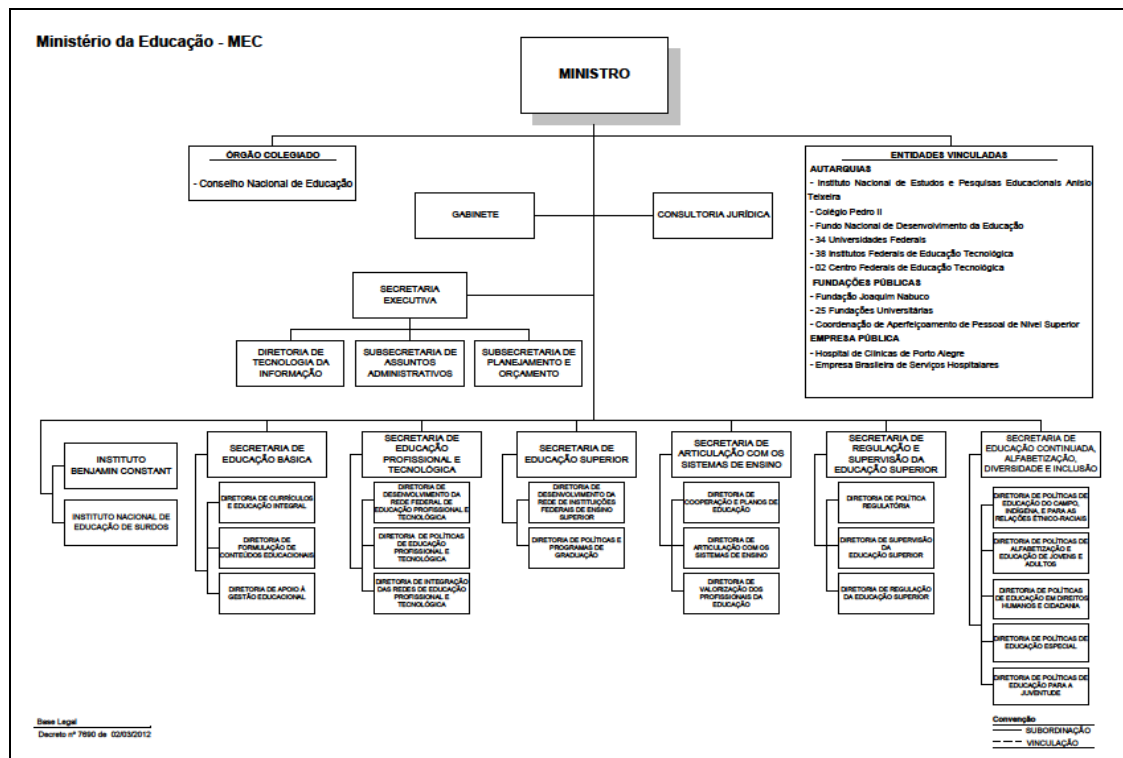 Ministério da Educação - MEC
MINISTRO
ÓRGÃO COLEGIADO
- Conselho Nacional de Educação
ENTIDADES VINCULADAS
AUTARQUIAS
- Instituto Nacional de Estudos e Pesquisas Educacionais Anísio
Teixeira
- Colégio Pedro II
- Fundo Nacional de Desenvolvimento da Educação
- 34 Universidades Federais
- 38 Institutos Federais de Educação Tecnológica
- 02 Centro Federais de Educação Tecnológica
FUNDAÇÕES PÚBLICAS
- Fundação Joaquim Nabuco
- 25 Fundações Universitárias
- Coordenação de Aperfeiçoamento de Pessoal de Nível Superior
EMPRESA PÚBLICA
- Hospital de Clínicas de Porto Alegre
- Empresa Brasileira de Serviços Hospitalares
GABINETE
CONSULTORIA JURÍDICA
SECRETARIA
EXECUTIVA
DIRETORIA DE
TECNOLOGIA DA
INFORMAÇÃO
SUBSECRETARIA DE
ASSUNTOS
ADMINISTRATIVOS
SUBSECRETARIA DE
PLANEJAMENTO E
ORÇAMENTO
INSTITUTO
BENJAMIN CONSTANT
INSTITUTO NACIONAL DE
EDUCAÇÃO DE SURDOS
SECRETARIA DE
EDUCAÇÃO BÁSICA
DIRETORIA DE CURRÍCULOS
E EDUCAÇÃO INTEGRAL
DIRETORIA DE
FORMULAÇÃO DE
CONTEÚDOS EDUCACIONAIS
DIRETORIA DE APOIO À
GESTÃO EDUCACIONAL
SECRETARIA DE
EDUCAÇÃO
PROFISSIONAL E
TECNOLÓGICA
DIRETORIA DE
DESENVOLVIMENTO DA
REDE FEDERAL DE
EDUCAÇÃO PROFISSIONAL E
TECNOLÓGICA
DIRETORIA DE POLÍTICAS
DE EDUCAÇÃO
PROFISSIONAL E
TECNOLÓGICA
DIRETORIA DE INTEGRAÇÃO
DAS REDES DE EDUCAÇÃO
PROFISSIONAL E
TECNOLÓGICA
SECRETARIA DE
EDUCAÇÃO SUPERIOR
DIRETORIA DE
DESENVOLVIMENTO DA
REDE DE INSTITUIÇÕES
FEDERAIS DE ENSINO
SUPERIOR
DIRETORIA DE POLÍTICAS E
PROGRAMAS DE
GRADUAÇÃO
SECRETARIA DE
ARTICULAÇÃO COM OS
SISTEMAS DE ENSINO
DIRETORIA DE
COOPERAÇÃO E PLANOS DE
EDUCAÇÃO
DIRETORIA DE
ARTICULAÇÃO COM OS
SISTEMAS DE ENSINO
DIRETORIA DE
VALORIZAÇÃO DOS
PROFISSIONAIS DA
EDUCAÇÃO
SECRETARIA DE
REGULAÇÃO E
SUPERVISÃO DA
EDUCAÇÃO SUPERIOR
DIRETORIA DE POLÍTICA
REGULATÓRIA
DIRETORIA DE SUPERVISÃO
DA
EDUCAÇÃO SUPERIOR
DIRETORIA DE REGULAÇÃO
DA EDUCAÇÃO SUPERIOR
SECRETARIA DE
EDUCAÇÃO CONTINUADA,
ALFABETIZAÇÃO,
DIVERSIDADE E INCLUSÃO
DIRETORIA DE POLÍTICAS DE
EDUCAÇÃO DO CAMPO,
INDÍGENA, E PARA AS
RELAÇÕES ÉTNICO-RACIAIS
DIRETORIA DE POLÍTICAS DE
ALFABETIZAÇÃO E
EDUCAÇÃO DE JOVENS E
ADULTOS
DIRETORIA DE POLÍTICAS
DE EDUCAÇÃO EM DIREITOS
HUMANOS E CIDADANIA
DIRETORIA DE POLÍTICAS DE
EDUCAÇÃO ESPECIAL
DIRETORIA DE POLÍTICAS DE
EDUCAÇÃO PARA A
JUVENTUDE
Base Legal
Decreto nº 7690 de 02/03/2012
Convenção
SUBORDINAÇÃO
VINCULAÇÃO